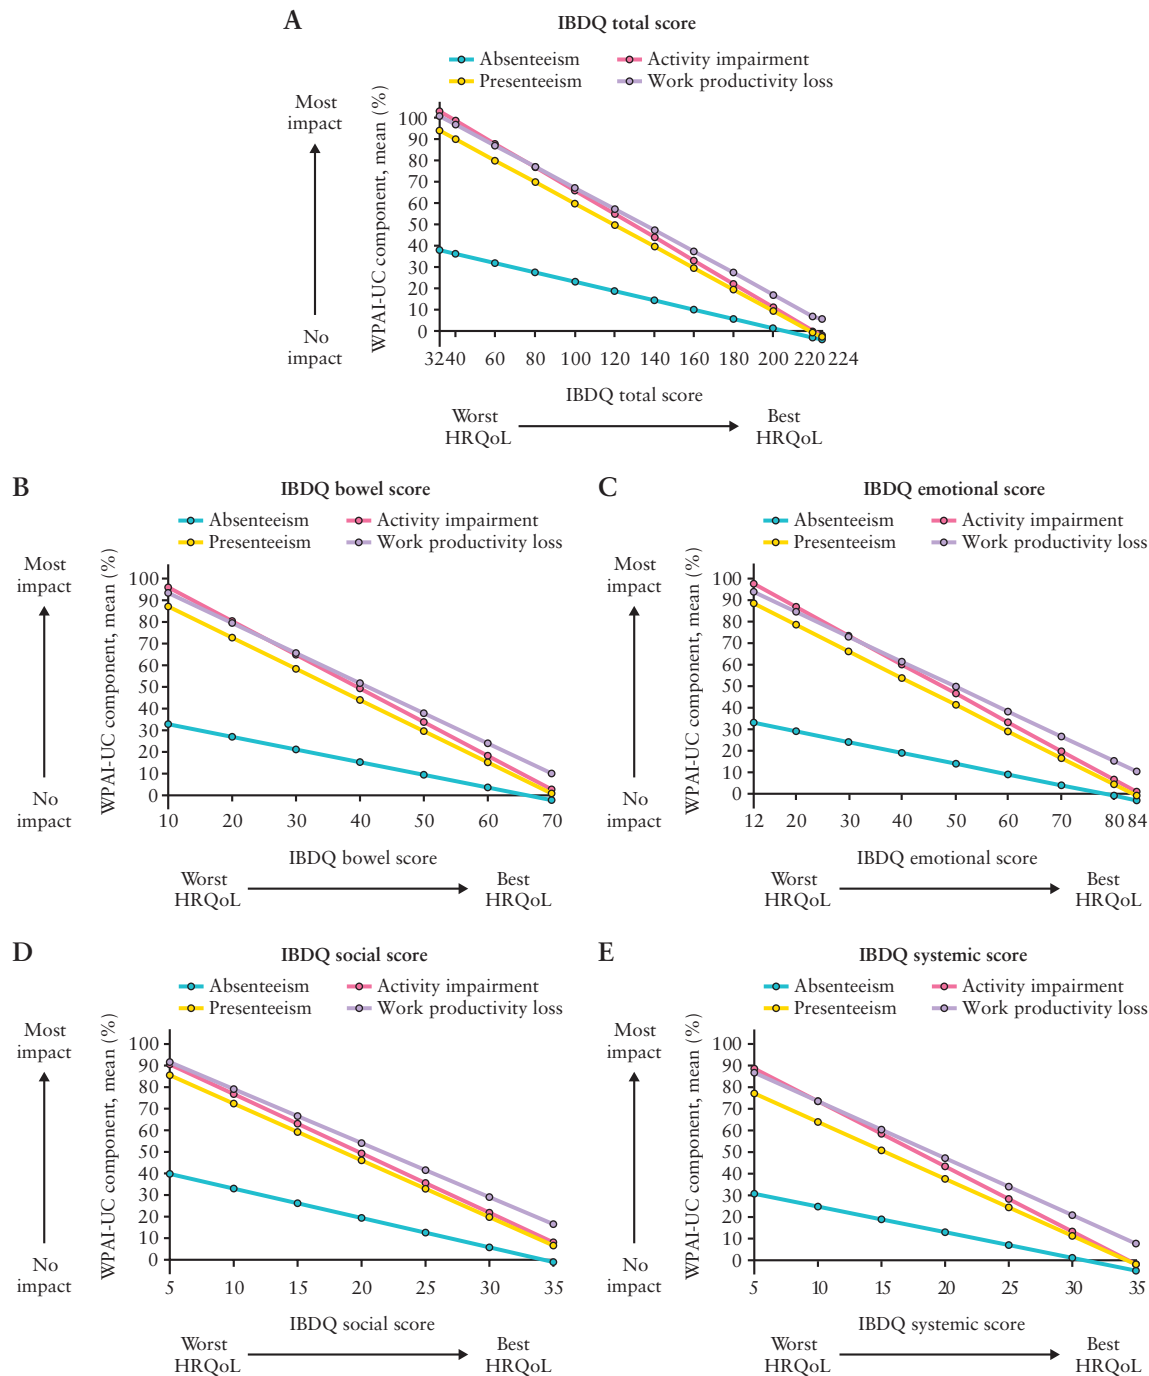 A
IBDQ total score
Absenteeism
Activity impairment
Presenteeism
Work productivity loss
Most
impact
No
impact
WPAI-UC component, mean (%)
100
90
80
70
60
50
40
30
20
10
0
32 40 60 80 100 120 140 160 180 200 220 224
IBDQ total score
Worst
HRQoL
Best
HRQoL
B
IBDQ bowel score
Absenteeism
Activity impairment
Presenteeism
Work productivity loss
Most
impact
No
impact
WPAI-UC component, mean (%)
100
90
80
70
60
50
40
30
20
10
0
10 20 30 40 50 60 70
IBDQ bowel score
Worst
HRQoL
Best
HRQoL
C
IBDQ emotional score
Absenteeism
Activity impairment
Presenteeism
Work productivity loss
Most
impact
No
impact
WPAI-UC component, mean (%)
100
90
80
70
60
50
40
30
20
10
0
12 20 30 40 50 60 70 80 84
IBDQ emotional score
Worst
HRQoL
Best
HRQoL
D
IBDQ social score
Absenteeism
Activity impairment
Presenteeism
Work productivity loss
Most
impact
No
impact
WPAI-UC component, mean (%)
100
90
80
70
60
50
40
30
20
10
0
5 10 15 20 25 30 35
IBDQ social score
Worst
HRQoL
Best
HRQoL
E
IBDQ systemic score
Absenteeism
Activity impairment
Presenteeism
Work productivity loss
Most
impact
No
impact
WPAI-UC component, mean (%)
100
90
80
70
60
50
40
30
20
10
0
5 10 15 20 25 30 35
IBDQ systemic score
Worst
HRQoL
Best
HRQoL